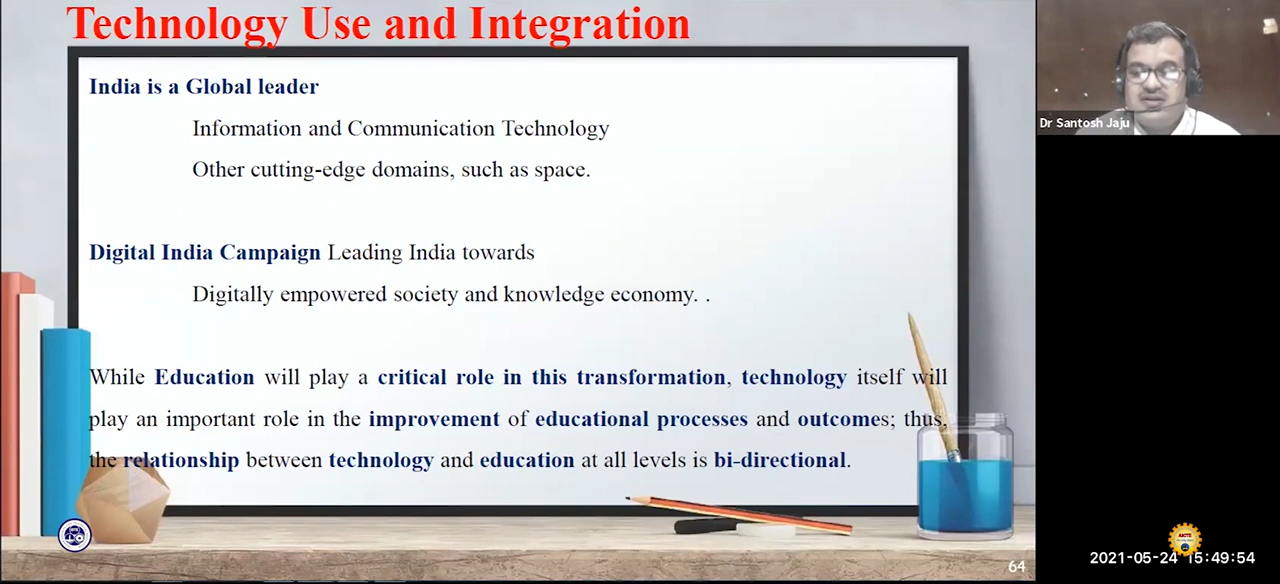 Technology Use and Integration
India is a Global leader
Information and Communication Technology
Other cutting-edge domains, such as space.
Digital India Campaign Leading India towards
Digitally empowered society and knowledge economy. .
While Education will play a critical role in this transformation, technology itself will
play an important role in the improvement of educational processes and outcomes; thus,
the relationship between technology and education at all levels is bi-directional.
64
Dr Santosh Jaju
AICTE
2021-05-24 15:49:54